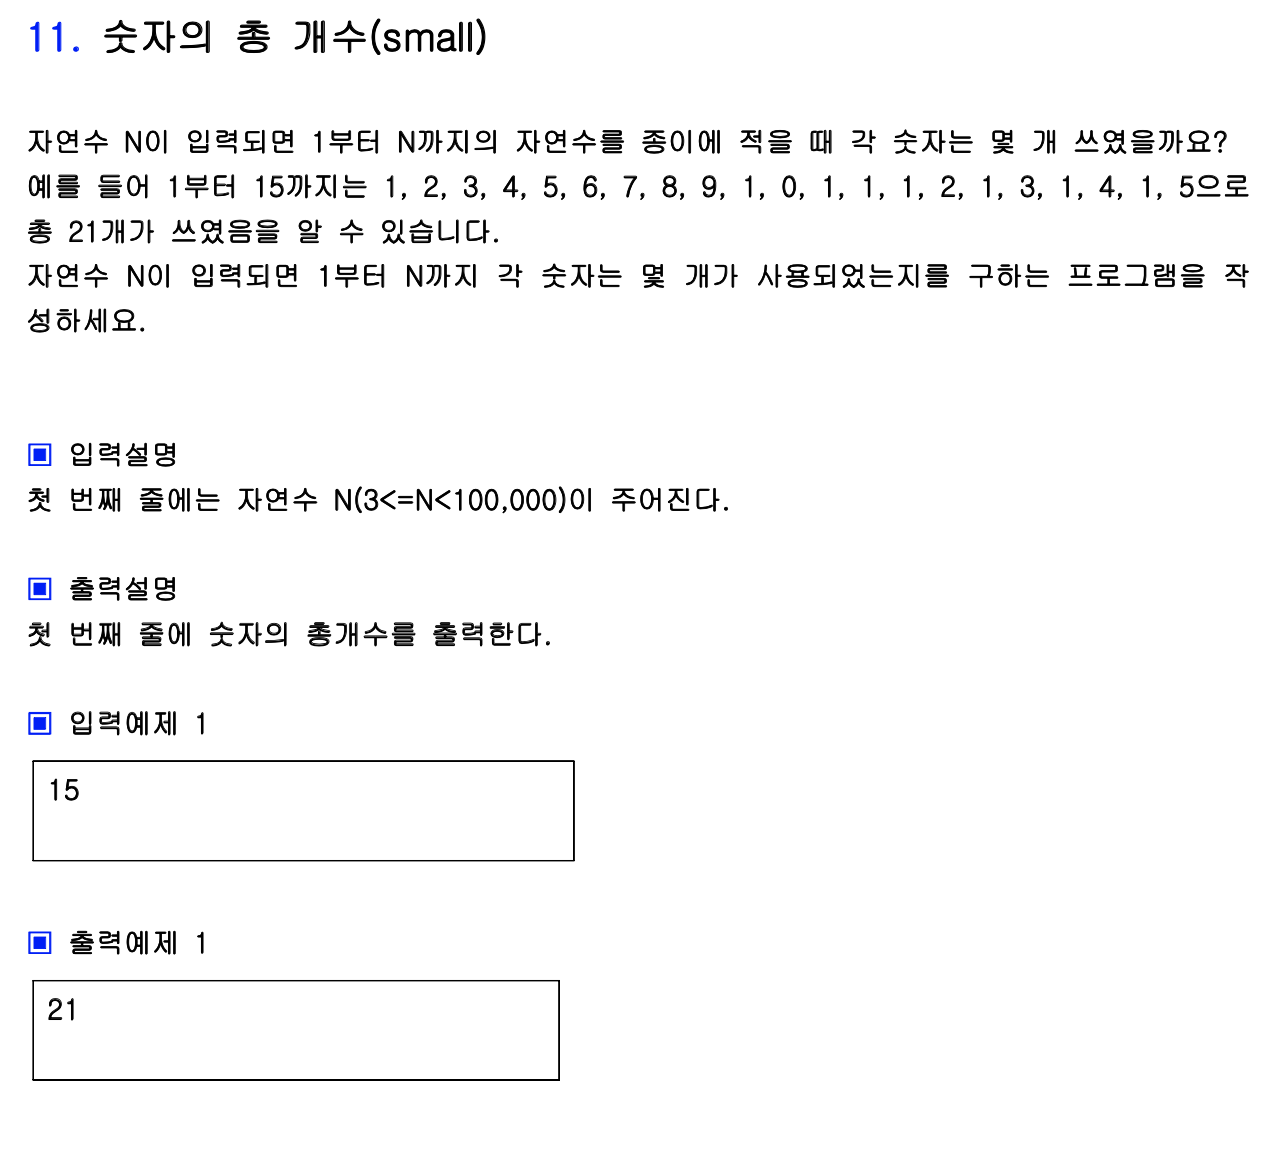 11. 숫자의 총 개수(small)
자연수 N이 입력되면 1부터 N까지의 자연수를 종이에 적을 때 각 숫자는 몇 개 쓰였을까요?
예를 들어 1부터 15까지는 1, 2, 3, 4, 5, 6, 7, 8, 9, 1, 0, 1, 1, 1, 2, 1, 3, 1, 4, 1, 5으로
총 21개가 쓰였음을 알 수 있습니다.
자연수 N이 입력되면 1부터 N까지 각 숫자는 몇 개가 사용되었는지를 구하는 프로그램을 작
성하세요.
▣ 입력설명
첫 번째 줄에는 자연수 N(3<=N<100,000)이 주어진다.
▣ 출력설명
첫 번째 줄에 숫자의 총개수를 출력한다.
▣ 입력예제 1
15
▣ 출력예제 1
21